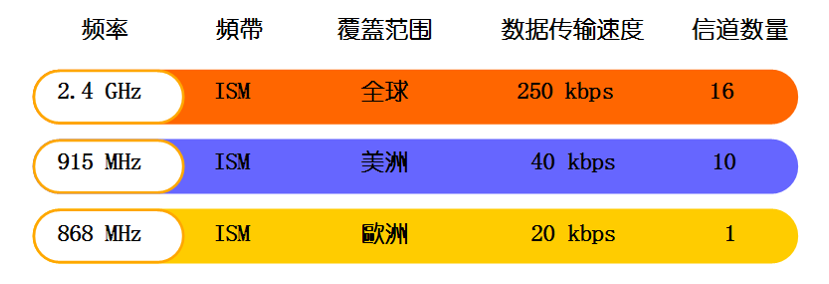 频率 頻帶 覆蓋范围 数据传输速度 信道数量
2.4 GHz ISM 全球 250 kbps 16
915 MHz ISM 美洲 40 kbps 10
868 MHz ISM 歐洲 20 kbps 1